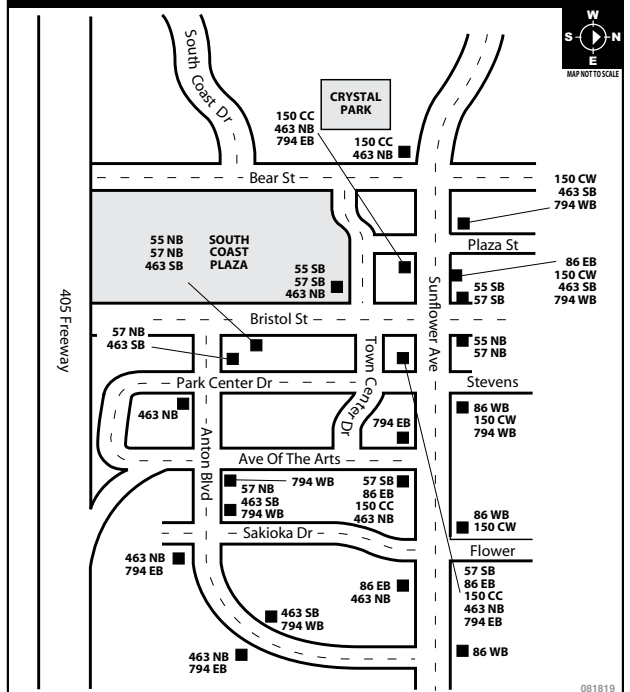 W
S N
E
MAP NOT TO SCALE
South Coast Dr
CRYSTAL
PARK
150 CC
463 NB
794 EB
150 CC
463 NB
Bear St
150 CW
463 SB
794 WB
Plaza St
55 NB
57 NB
463 SB
SOUTH
COAST
PLAZA
55 SB
57 SB
463 NB
86 EB
150 CW
463 SB
794 WB
55 SB
57 SB
405 Freeway
Sunflower Ave
Bristol St
57 NB
463 SB
55 NB
57 NB
Town Center Dr
Park Center Dr
Stevens
463 NB
Anton Blvd
794 EB
86 WB
150 CW
794 WB
Ave Of The Arts
794 WB
57 NB
463 SB
794 WB
57 SB
86 EB
150 CC
463 NB
86 WB
150 CW
Sakioka Dr
Flower
463 NB
794 EB
86 EB
463 NB
57 SB
86 EB
150 CC
463 NB
794 EB
463 SB
794 WB
463 NB
794 EB
86 WB
081819